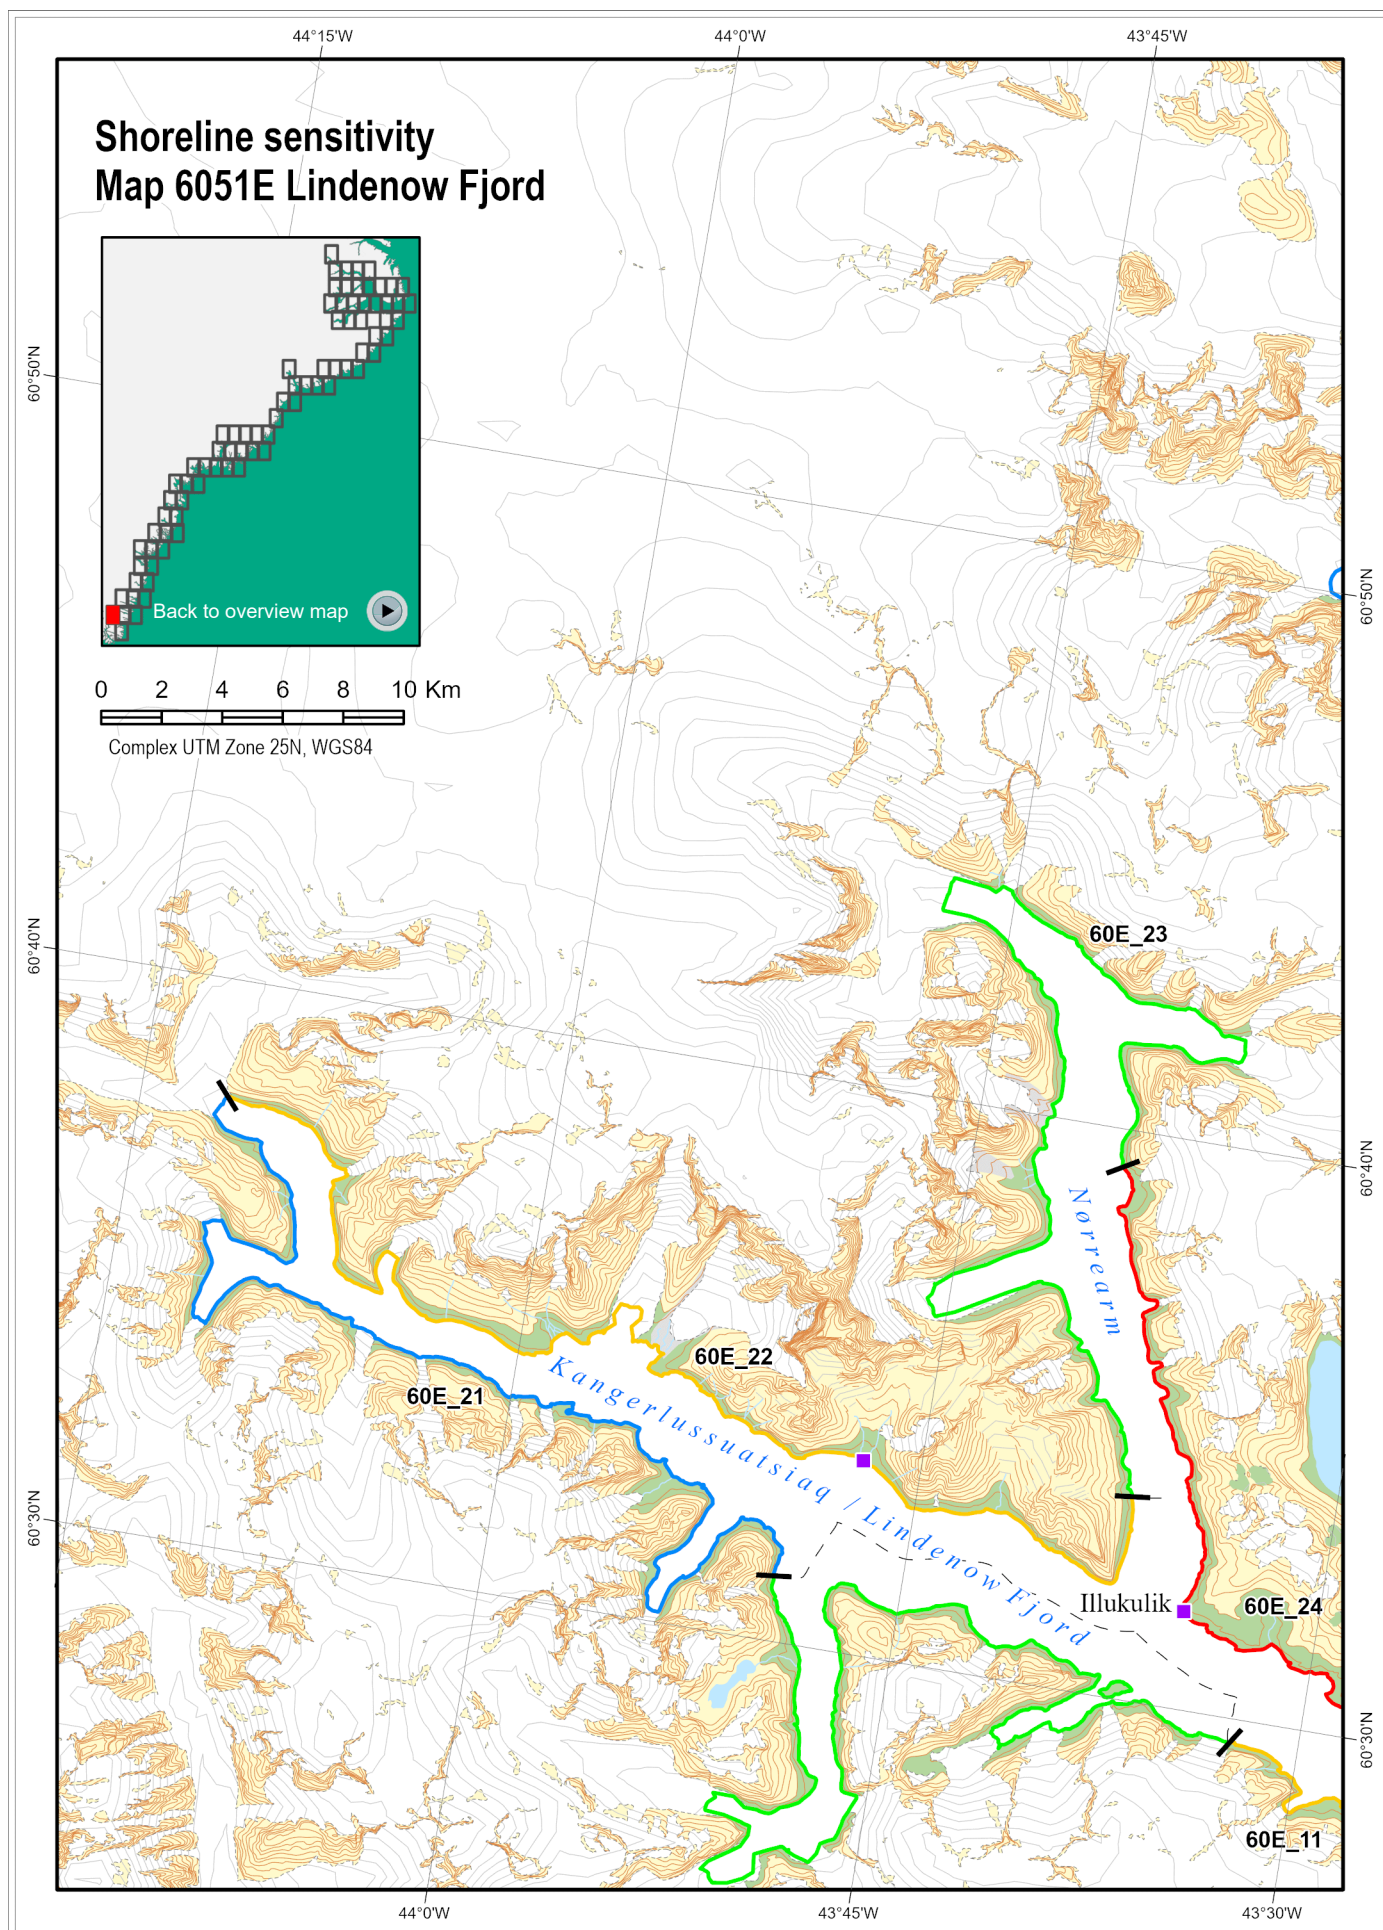 44°15'W
44°0'W
43°45'W
Shoreline sensitivity
Map 6051E Lindenow Fjord
60°50'N
60°50'N
Back to overview map
0 2 4 6 8 10 Km
Complex UTM Zone 25N, WGS84
60°40'N
60E_23
60°40'N
Nørrearm
60E_22
60E_21
Kangerlussuatsiaq / Lindenow Fjord
60°30'N
Illukulik
60E_24
60°30'N
60E_11
44°0'W
43°45'W
43°30'W